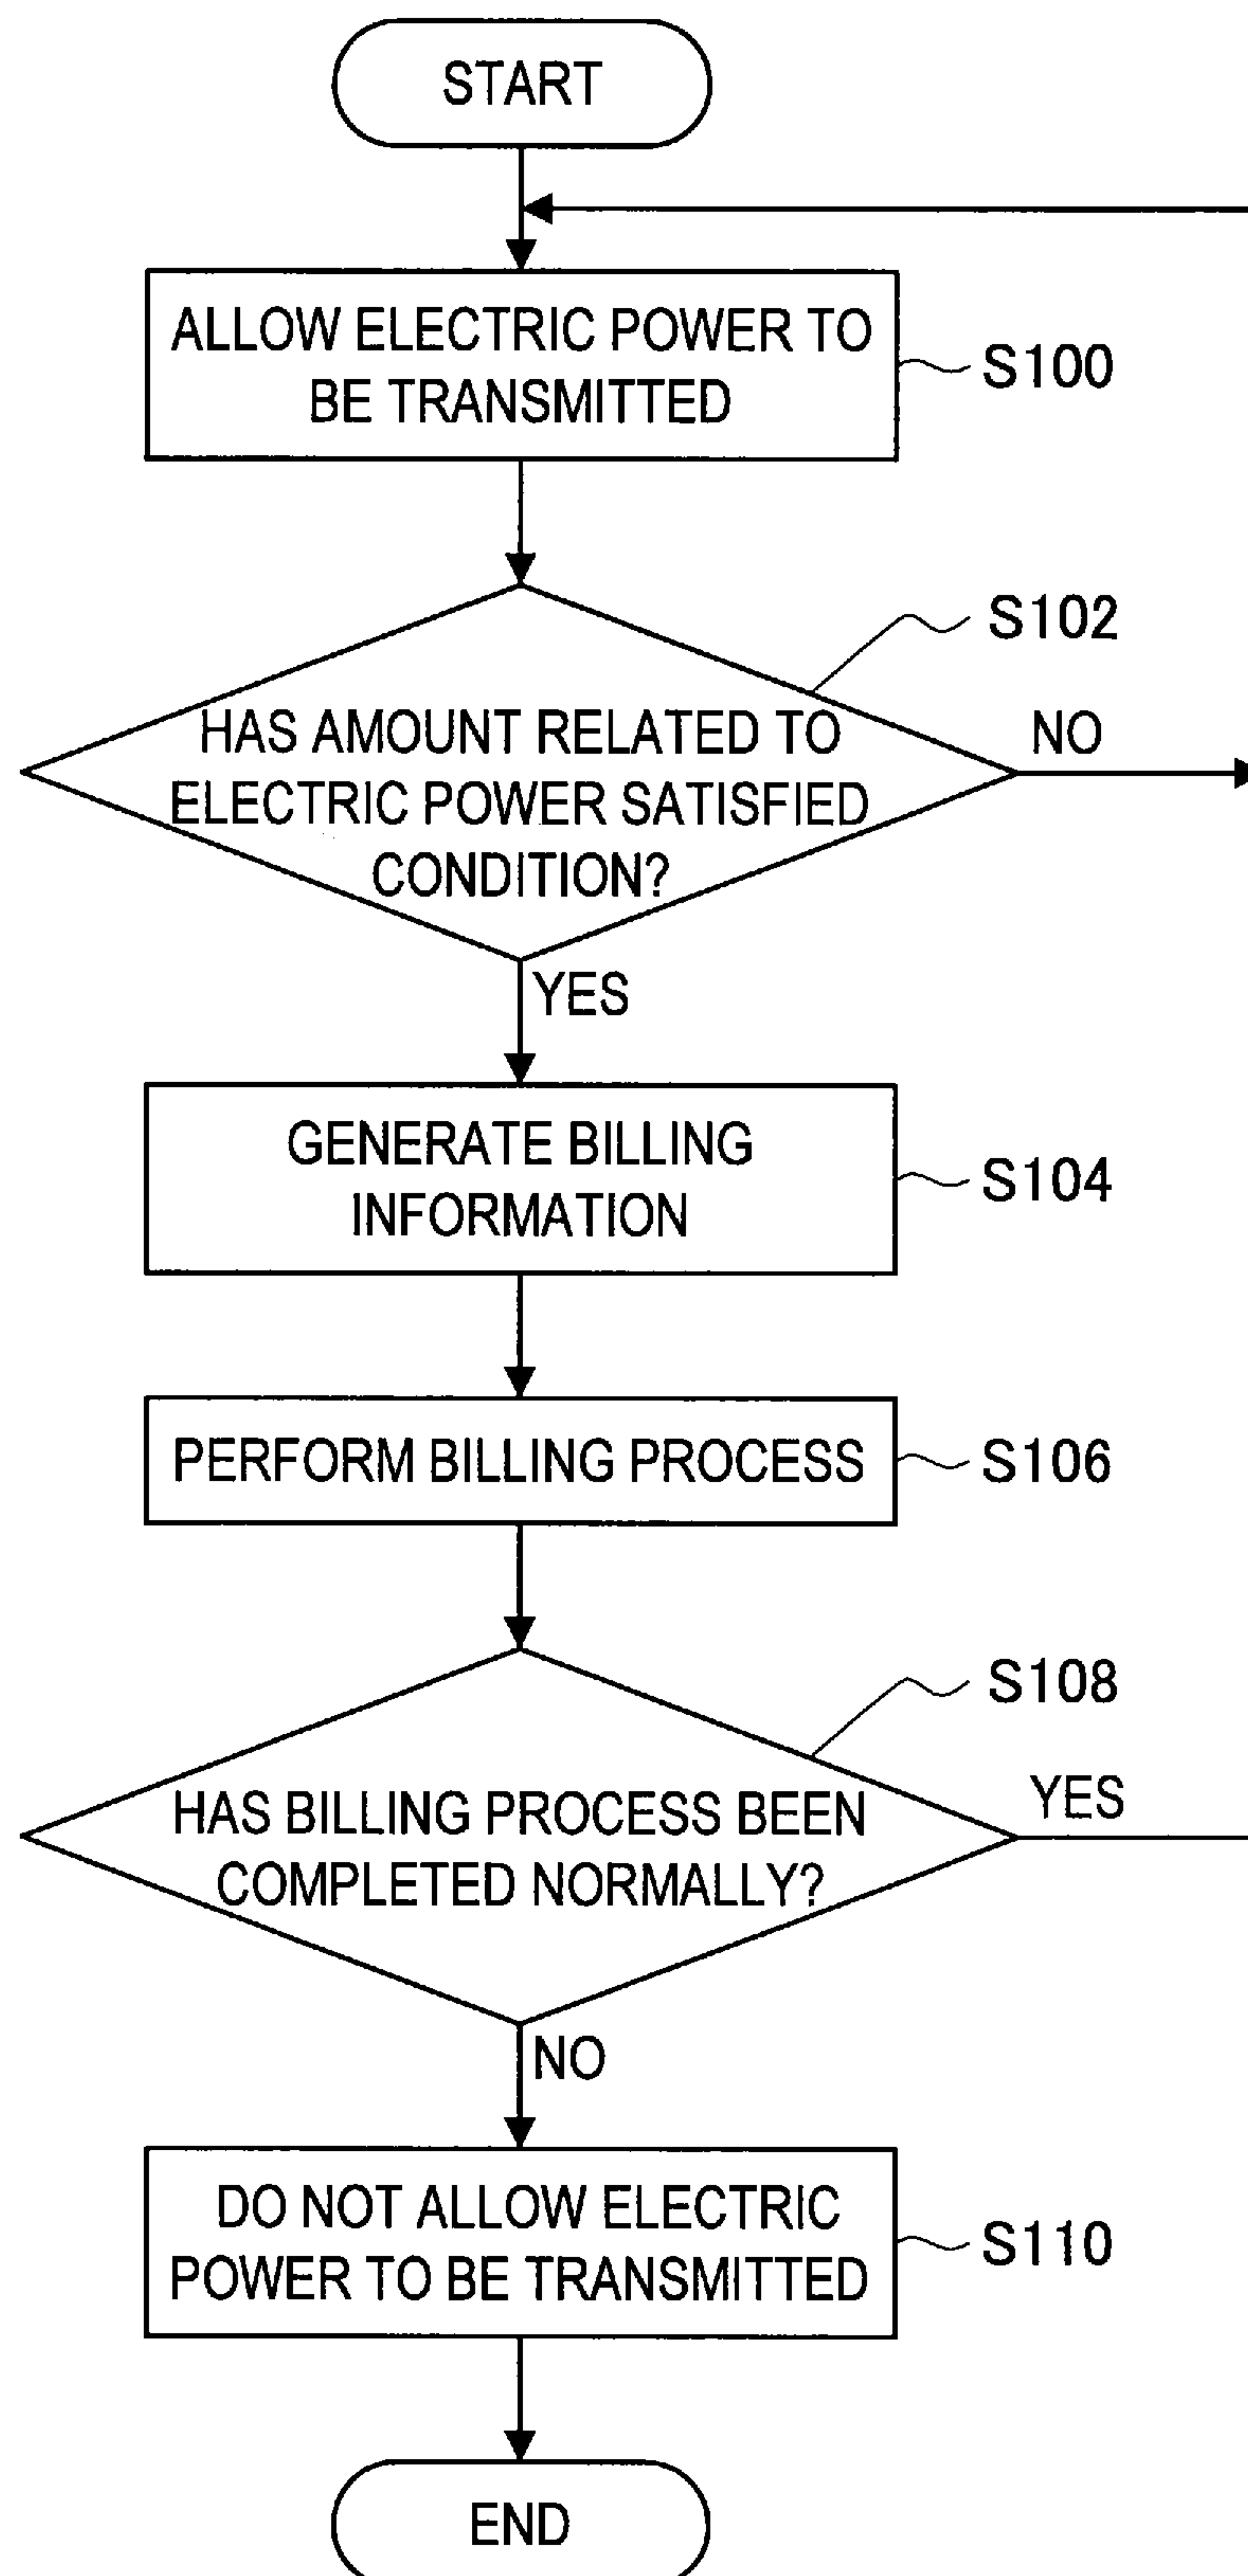 START
ALLOW ELECTRIC POWER TO
BE TRANSMITTED
S100
S102
HAS AMOUNT RELATED TO
ELECTRIC POWER SATISFIED
CONDITION?
NO
YES
GENERATE BILLING
INFORMATION
S104
PERFORM BILLING PROCESS
S106
S108
HAS BILLING PROCESS BEEN
COMPLETED NORMALLY?
YES
NO
DO NOT ALLOW ELECTRIC
POWER TO BE TRANSMITTED
S110
END